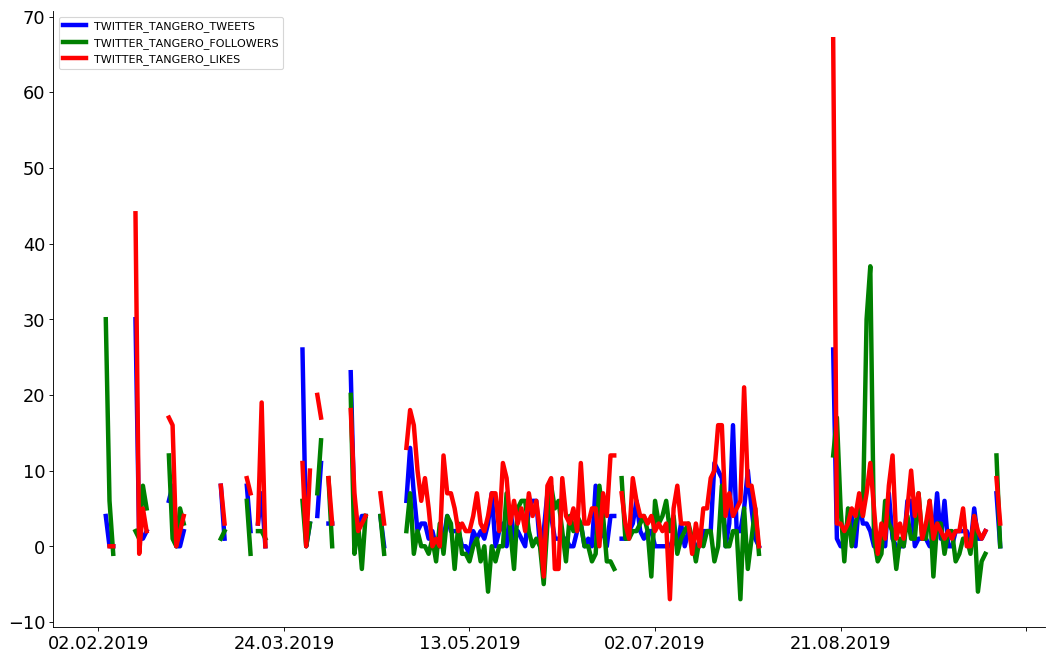 70
60
50
40
30
20
10
0
−10
TWITTER_TANGERO_TWEETS
TWITTER_TANGERO_FOLLOWERS
TWITTER_TANGERO_LIKES
02.02.2019 24.03.2019 13.05.2019 02.07.2019 21.08.2019